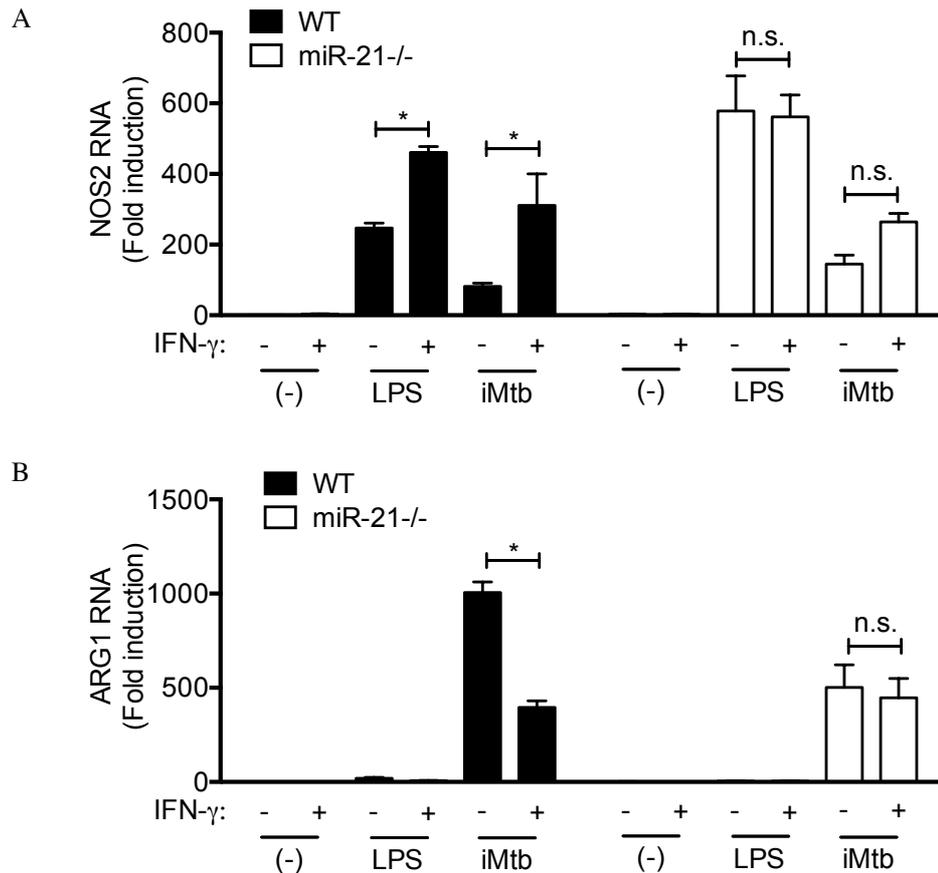 A
WT
miR-21-/-
NOS2 RNA
(Fold induction)
800
600
400
200
0
* * n.s. n.s.
IFN-γ: - + - + - + - + - + - +
(-) LPS iMtb (-) LPS iMtb
B
WT
miR-21-/-
ARG1 RNA
(Fold induction)
1500
1000
500
0
* n.s.
IFN-γ: - + - + - + - + - + - +
(-) LPS iMtb (-) LPS iMtb